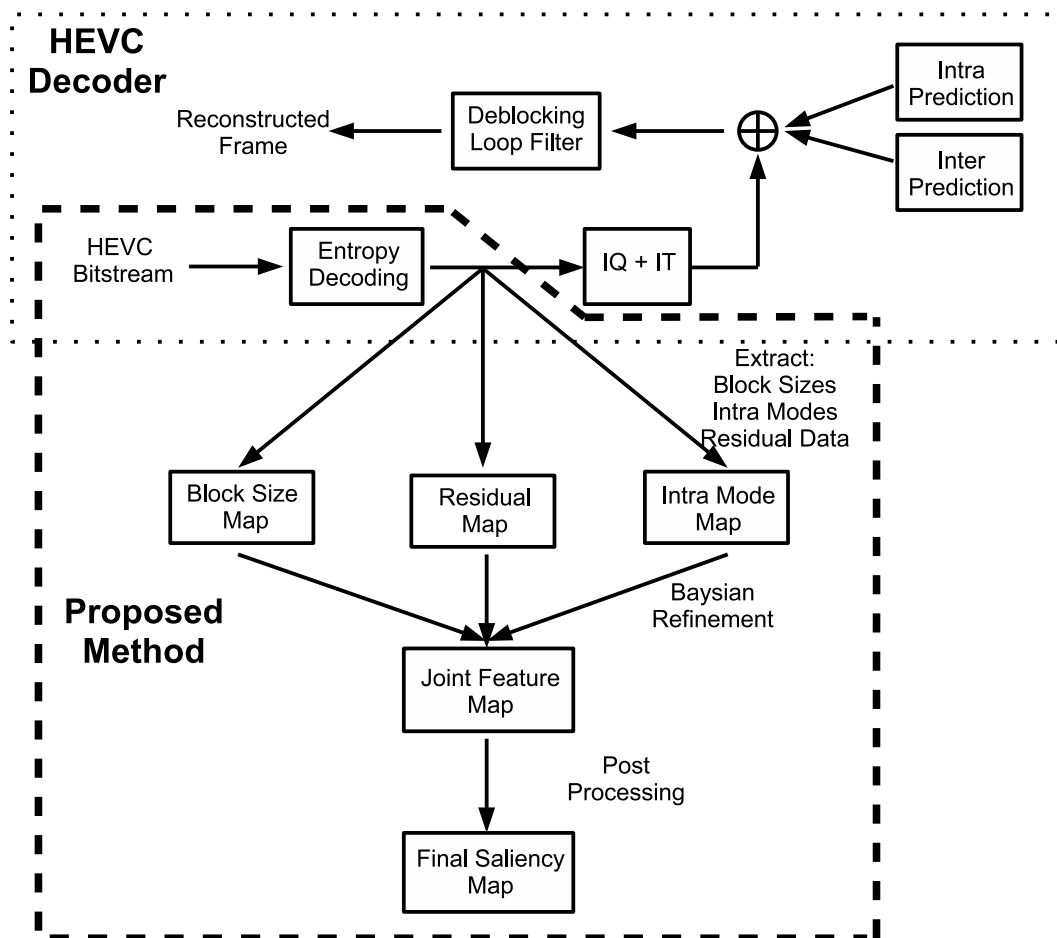 HEVC
Decoder
Intra
Prediction
Deblocking
Loop Filter
Reconstructed
Frame
Inter
Prediction
HEVC
Bitstream
Entropy
Decoding
IQ + IT
Extract:
Block Sizes
Intra Modes
Residual Data
Block Size
Map
Residual
Map
Intra Mode
Map
Baysian
Refinement
Proposed
Method
Joint Feature
Map
Post
Processing
Final Saliency
Map